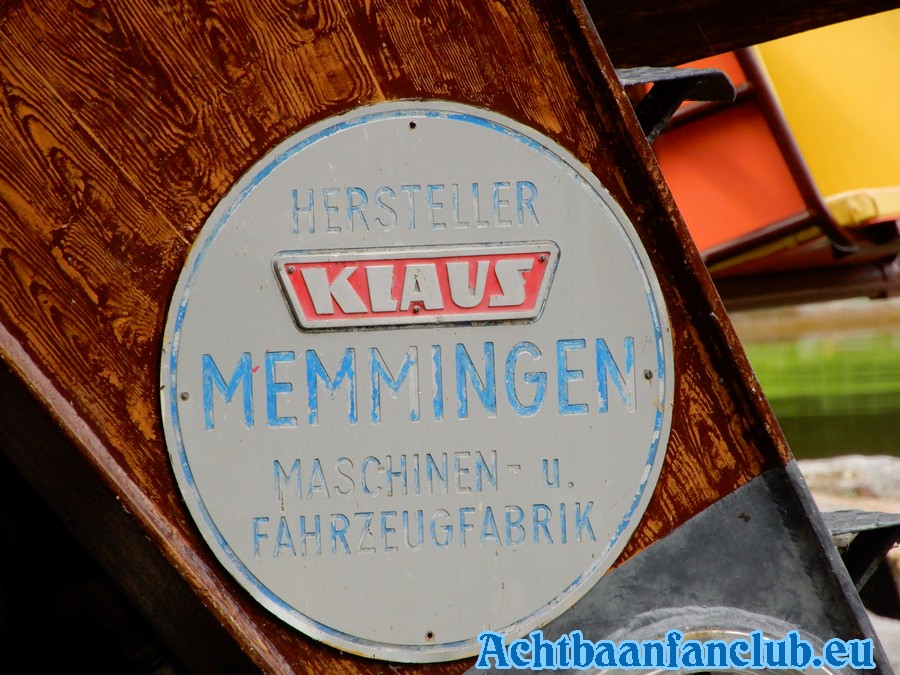 HERSTELLER
KLAUS
MEMMINGEN
MASCHINEN- u.
FAHRZEUGFABRIK
Achtbaanfanclub.eu